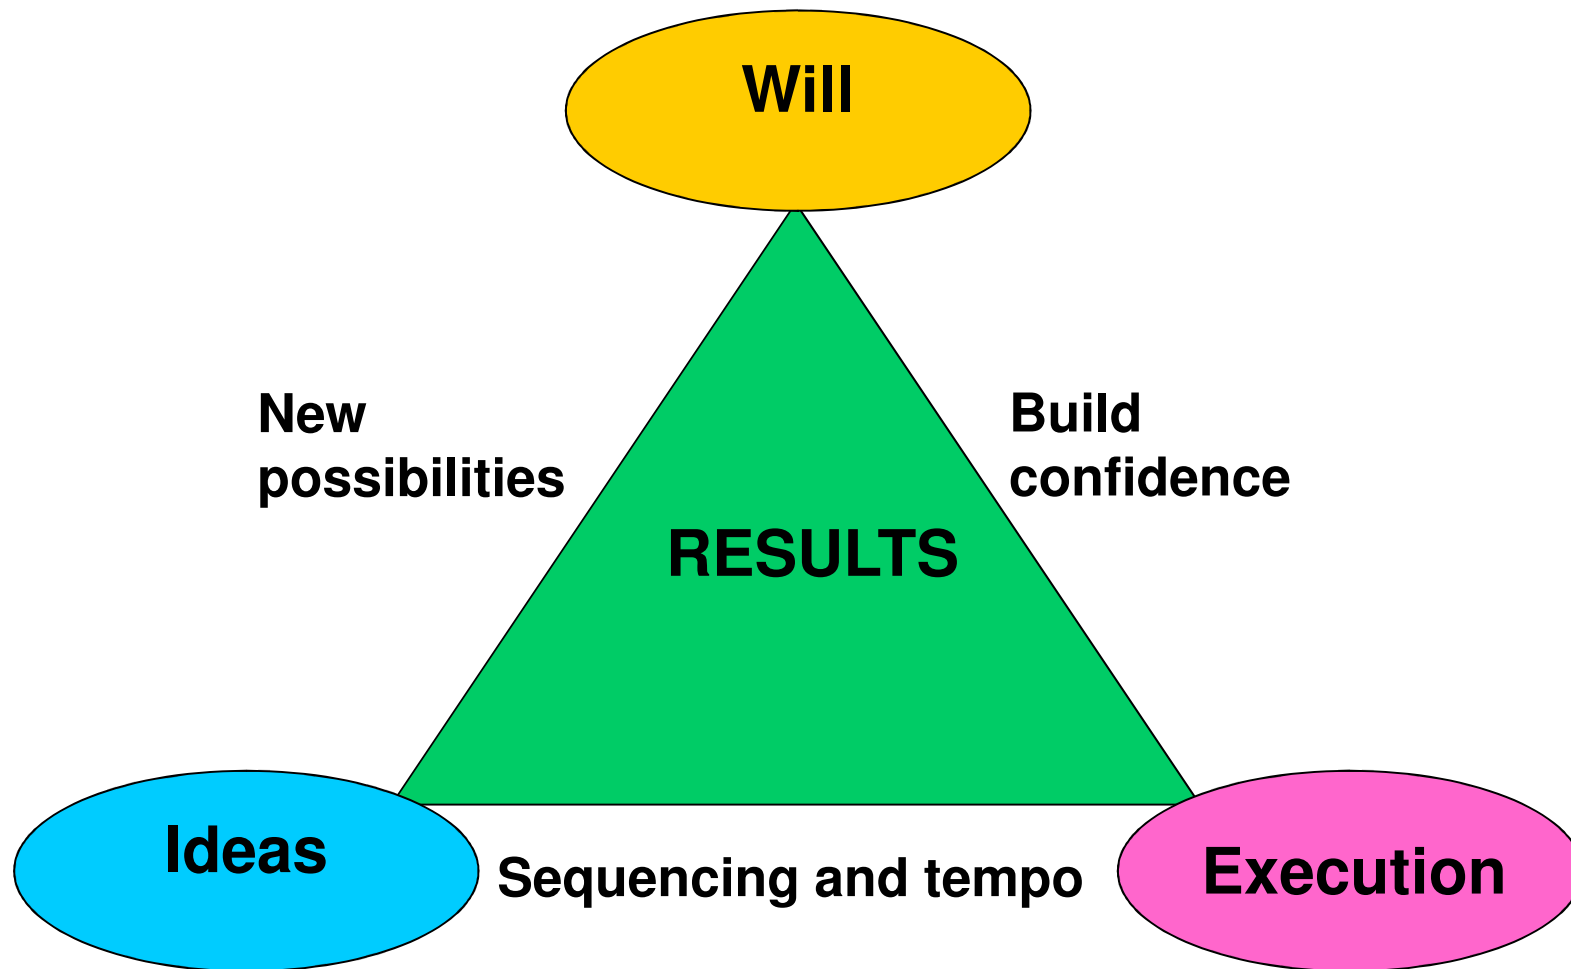 Will
New
possibilities
Build
confidence
RESULTS
Ideas
Sequencing and tempo
Execution